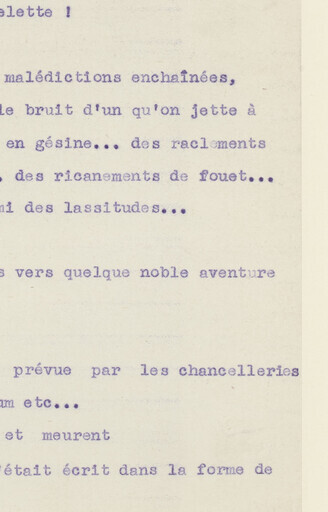 elette !
malédictions enchaînées,
le bruit d'un qu'on jette à
en gésine... des raclements
. des ricanements de fouet...
mi des lassitudes...
s vers quelque noble aventure
prévue par les chancelleries
um etc...
et meurent
'était écrit dans la forme de